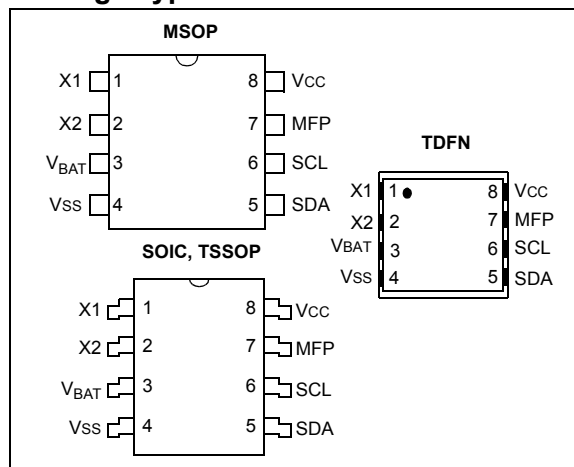 MSOP
X1 1 8 VCC
X2 2 7 MFP
VBAT 3 6 SCL
VSS 4 5 SDA
TDFN
X1 1 8 VCC
X2 2 7 MFP
VBAT 3 6 SCL
VSS 4 5 SDA
SOIC, TSSOP
X1 1 8 VCC
X2 2 7 MFP
VBAT 3 6 SCL
VSS 4 5 SDA